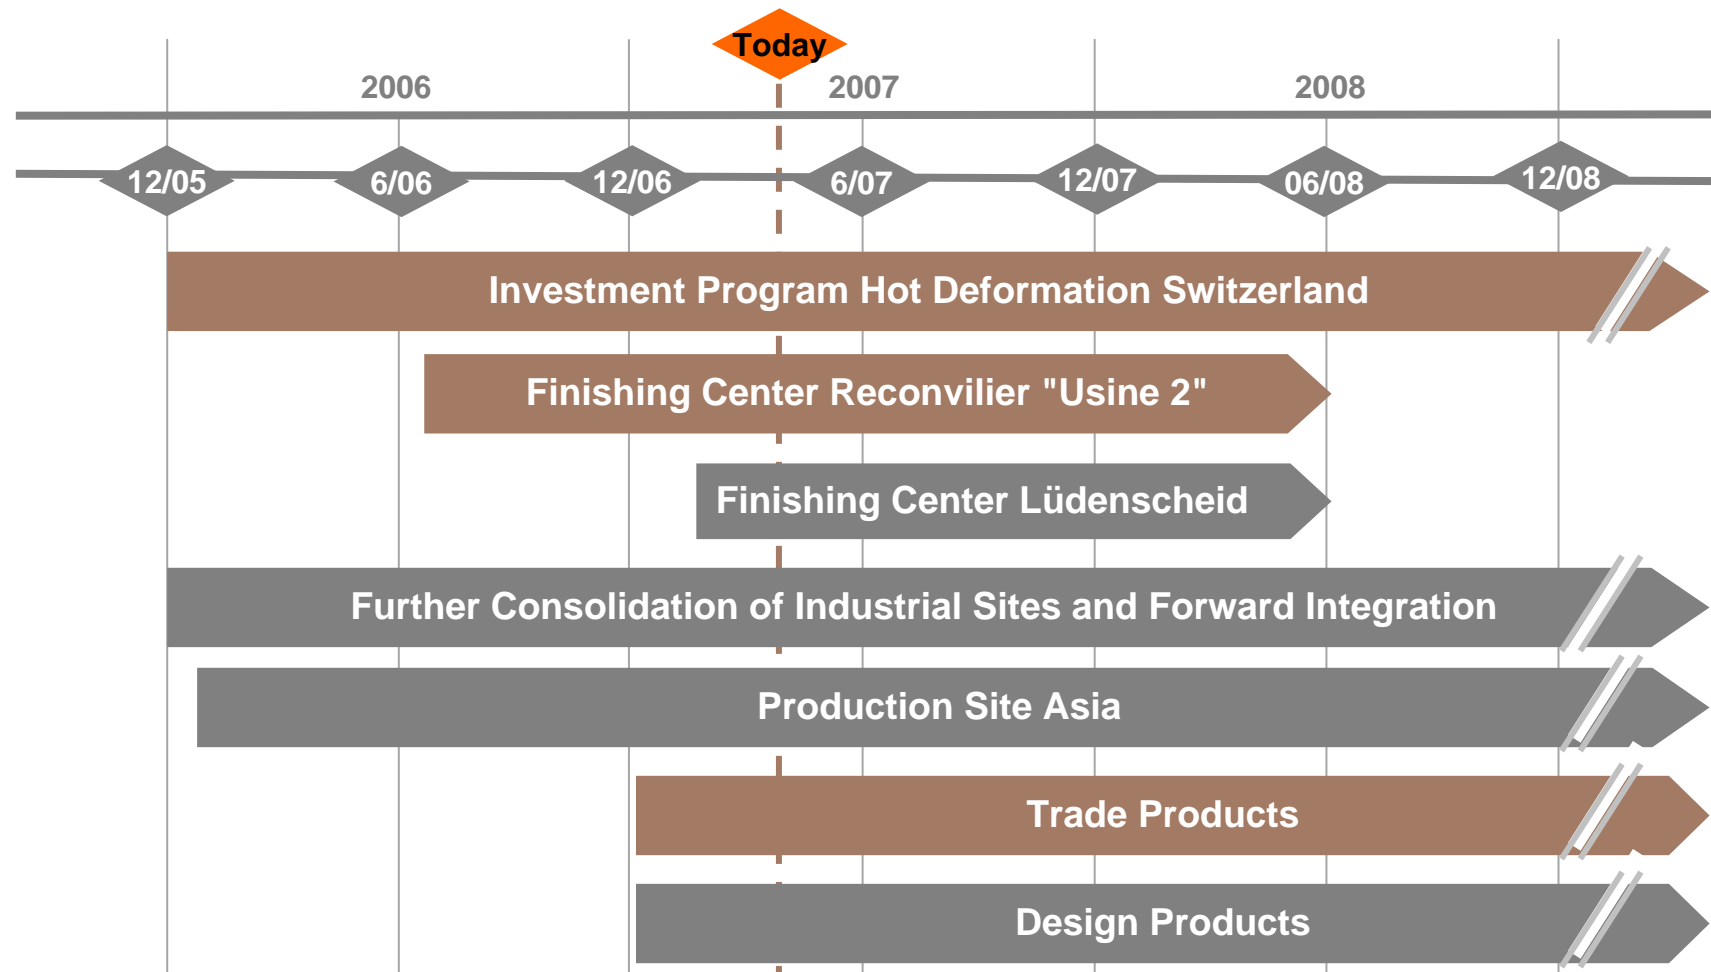 Today
2006 2007 2008
12/05 6/06 12/06 6/07 12/07 06/08 12/08
Investment Program Hot Deformation Switzerland
Finishing Center Reconvilier "Usine 2"
Finishing Center Lüdenscheid
Further Consolidation of Industrial Sites and Forward Integration
Production Site Asia
Trade Products
Design Products